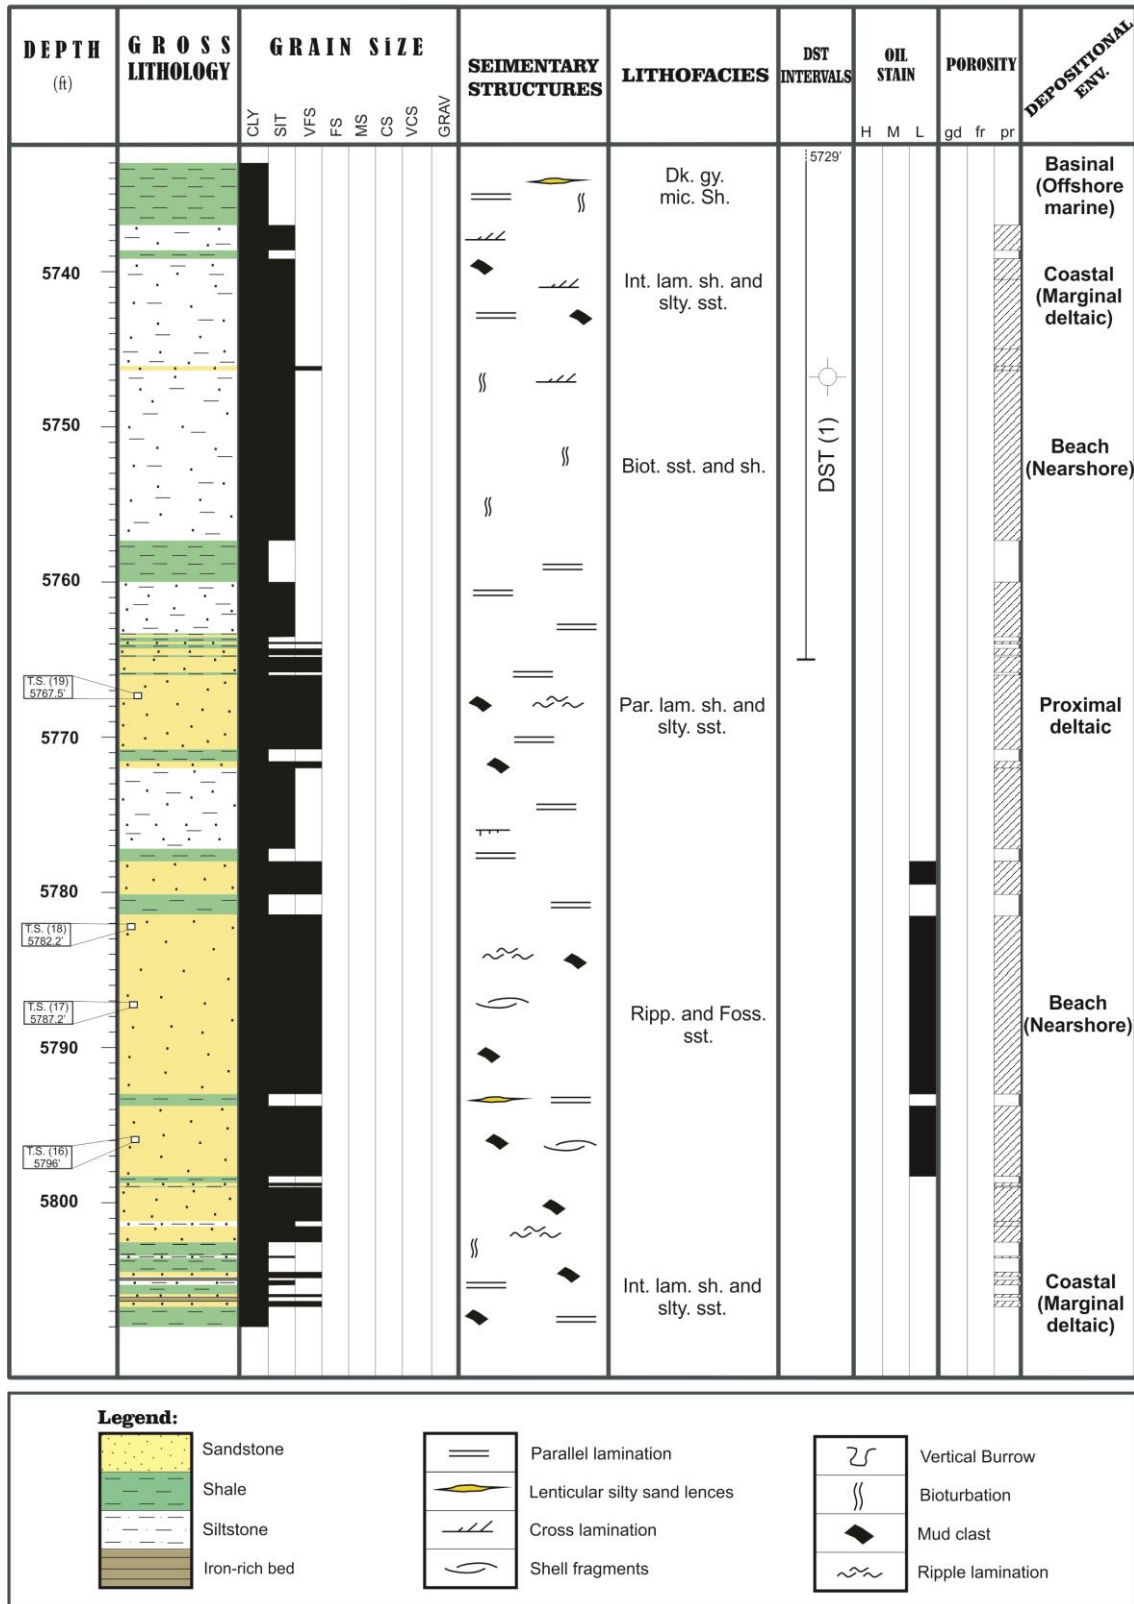 DEPTH
(ft)
GROSS
LITHOLOGY
GRAIN SiZE
CLY
SIT
VFS
FS
MS
CS
VCS
GRAV
SEIMENTARY
STRUCTURES
LITHOFACIES
DST
INTERVALS
OIL
STAIN
H M L
POROSITY
gd fr pr
DEPOSITIONAL
ENV.
5729'
Dk. gy.
mic. Sh.
Basinal
(Offshore
marine)
5740
Int. lam. sh. and
slty. sst.
Coastal
(Marginal
deltaic)
5750
Biot. sst. and sh.
DST (1)
Beach
(Nearshore)
5760
T.S. (19)
5767.5'
Par. lam. sh. and
slty. sst.
Proximal
deltaic
5770
5780
T.S. (18)
5782.2'
T.S. (17)
5787.2'
Ripp. and Foss.
sst.
Beach
(Nearshore)
5790
T.S. (16)
5796'
5800
Int. lam. sh. and
slty. sst.
Coastal
(Marginal
deltaic)
Legend:
Sandstone
Shale
Siltstone
Iron-rich bed
Parallel lamination
Lenticular silty sand lences
Cross lamination
Shell fragments
Vertical Burrow
Bioturbation
Mud clast
Ripple lamination